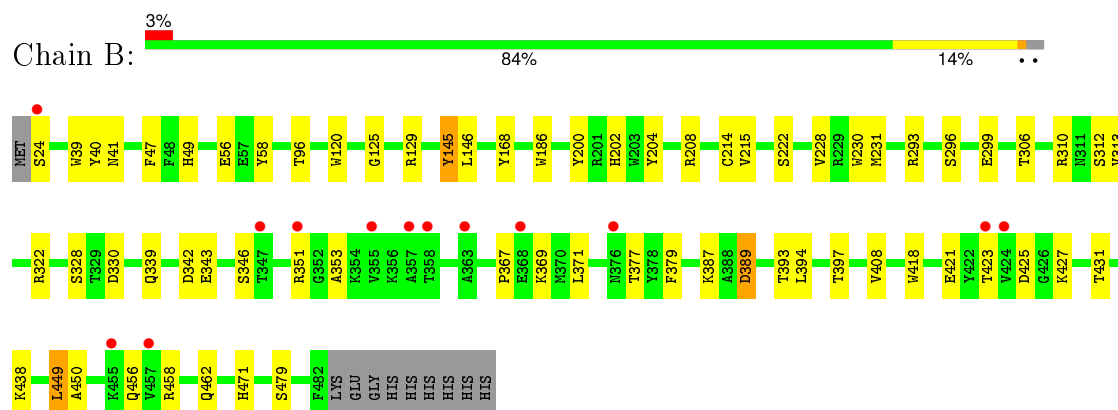 3%
Chain B:
84% 14% • •
MET S24 W39 Y40 N41 F47 F48 H49 E56 E57 Y58 T96 W120 G125 R129 Y145 L146 Y168 W186 Y200 R201 H202 W203 Y204 R208 C214 V215 S222 V228 R229 W230 M231 R293 S296 E299 T306 R310 N311 S312 V313
R322 S328 T329 D330 Q339 D342 E343 S346 T347 R351 G352 A353 K354 V355 K356 A357 T358 A363 P367 E368 K369 M370 L371 N376 T377 Y378 F379 K387 A388 D389 T393 L394 T397 V408 W418 E421 Y422 T423 V424 D425 G426 K427 T431
K438 L449 A450 K455 Q456 V457 R458 Q462 H471 S479 F482 LYS GLU GLY HIS HIS HIS HIS HIS HIS